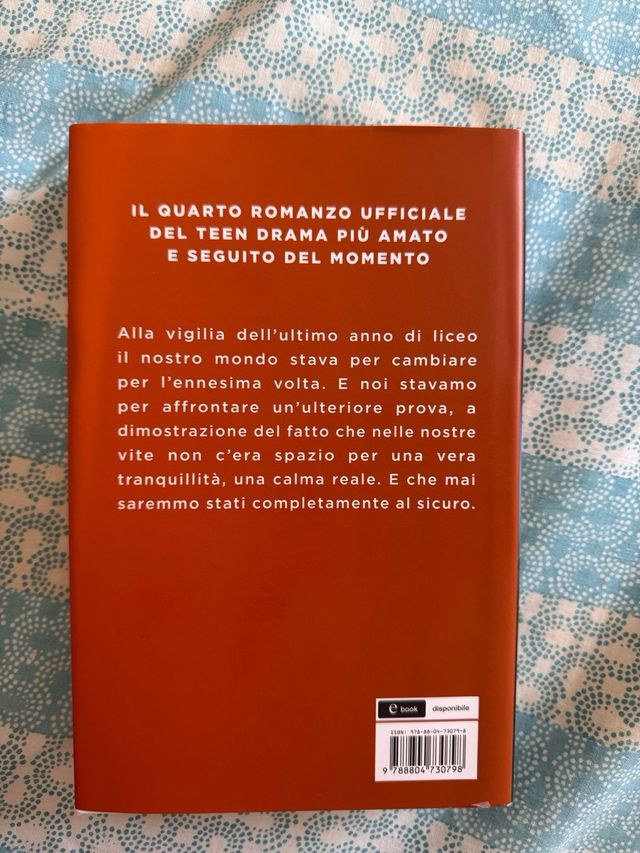 IL QUARTO ROMANZO UFFICIALE
DEL TEEN DRAMA PIÙ AMATO
E SEGUITO DEL MOMENTO
Alla vigilia dell'ultimo anno di liceo
il nostro mondo stava per cambiare
per l'ennesima volta. E noi stavamo
per affrontare un'ulteriore prova, a
dimostrazione del fatto che nelle nostre
vite non c'era spazio per una vera
tranquillità, una calma reale. E che mai
saremmo stati completamente al sicuro.
e book disponibile
ISBN: 978-88-04-73079-8
9 788804 730798